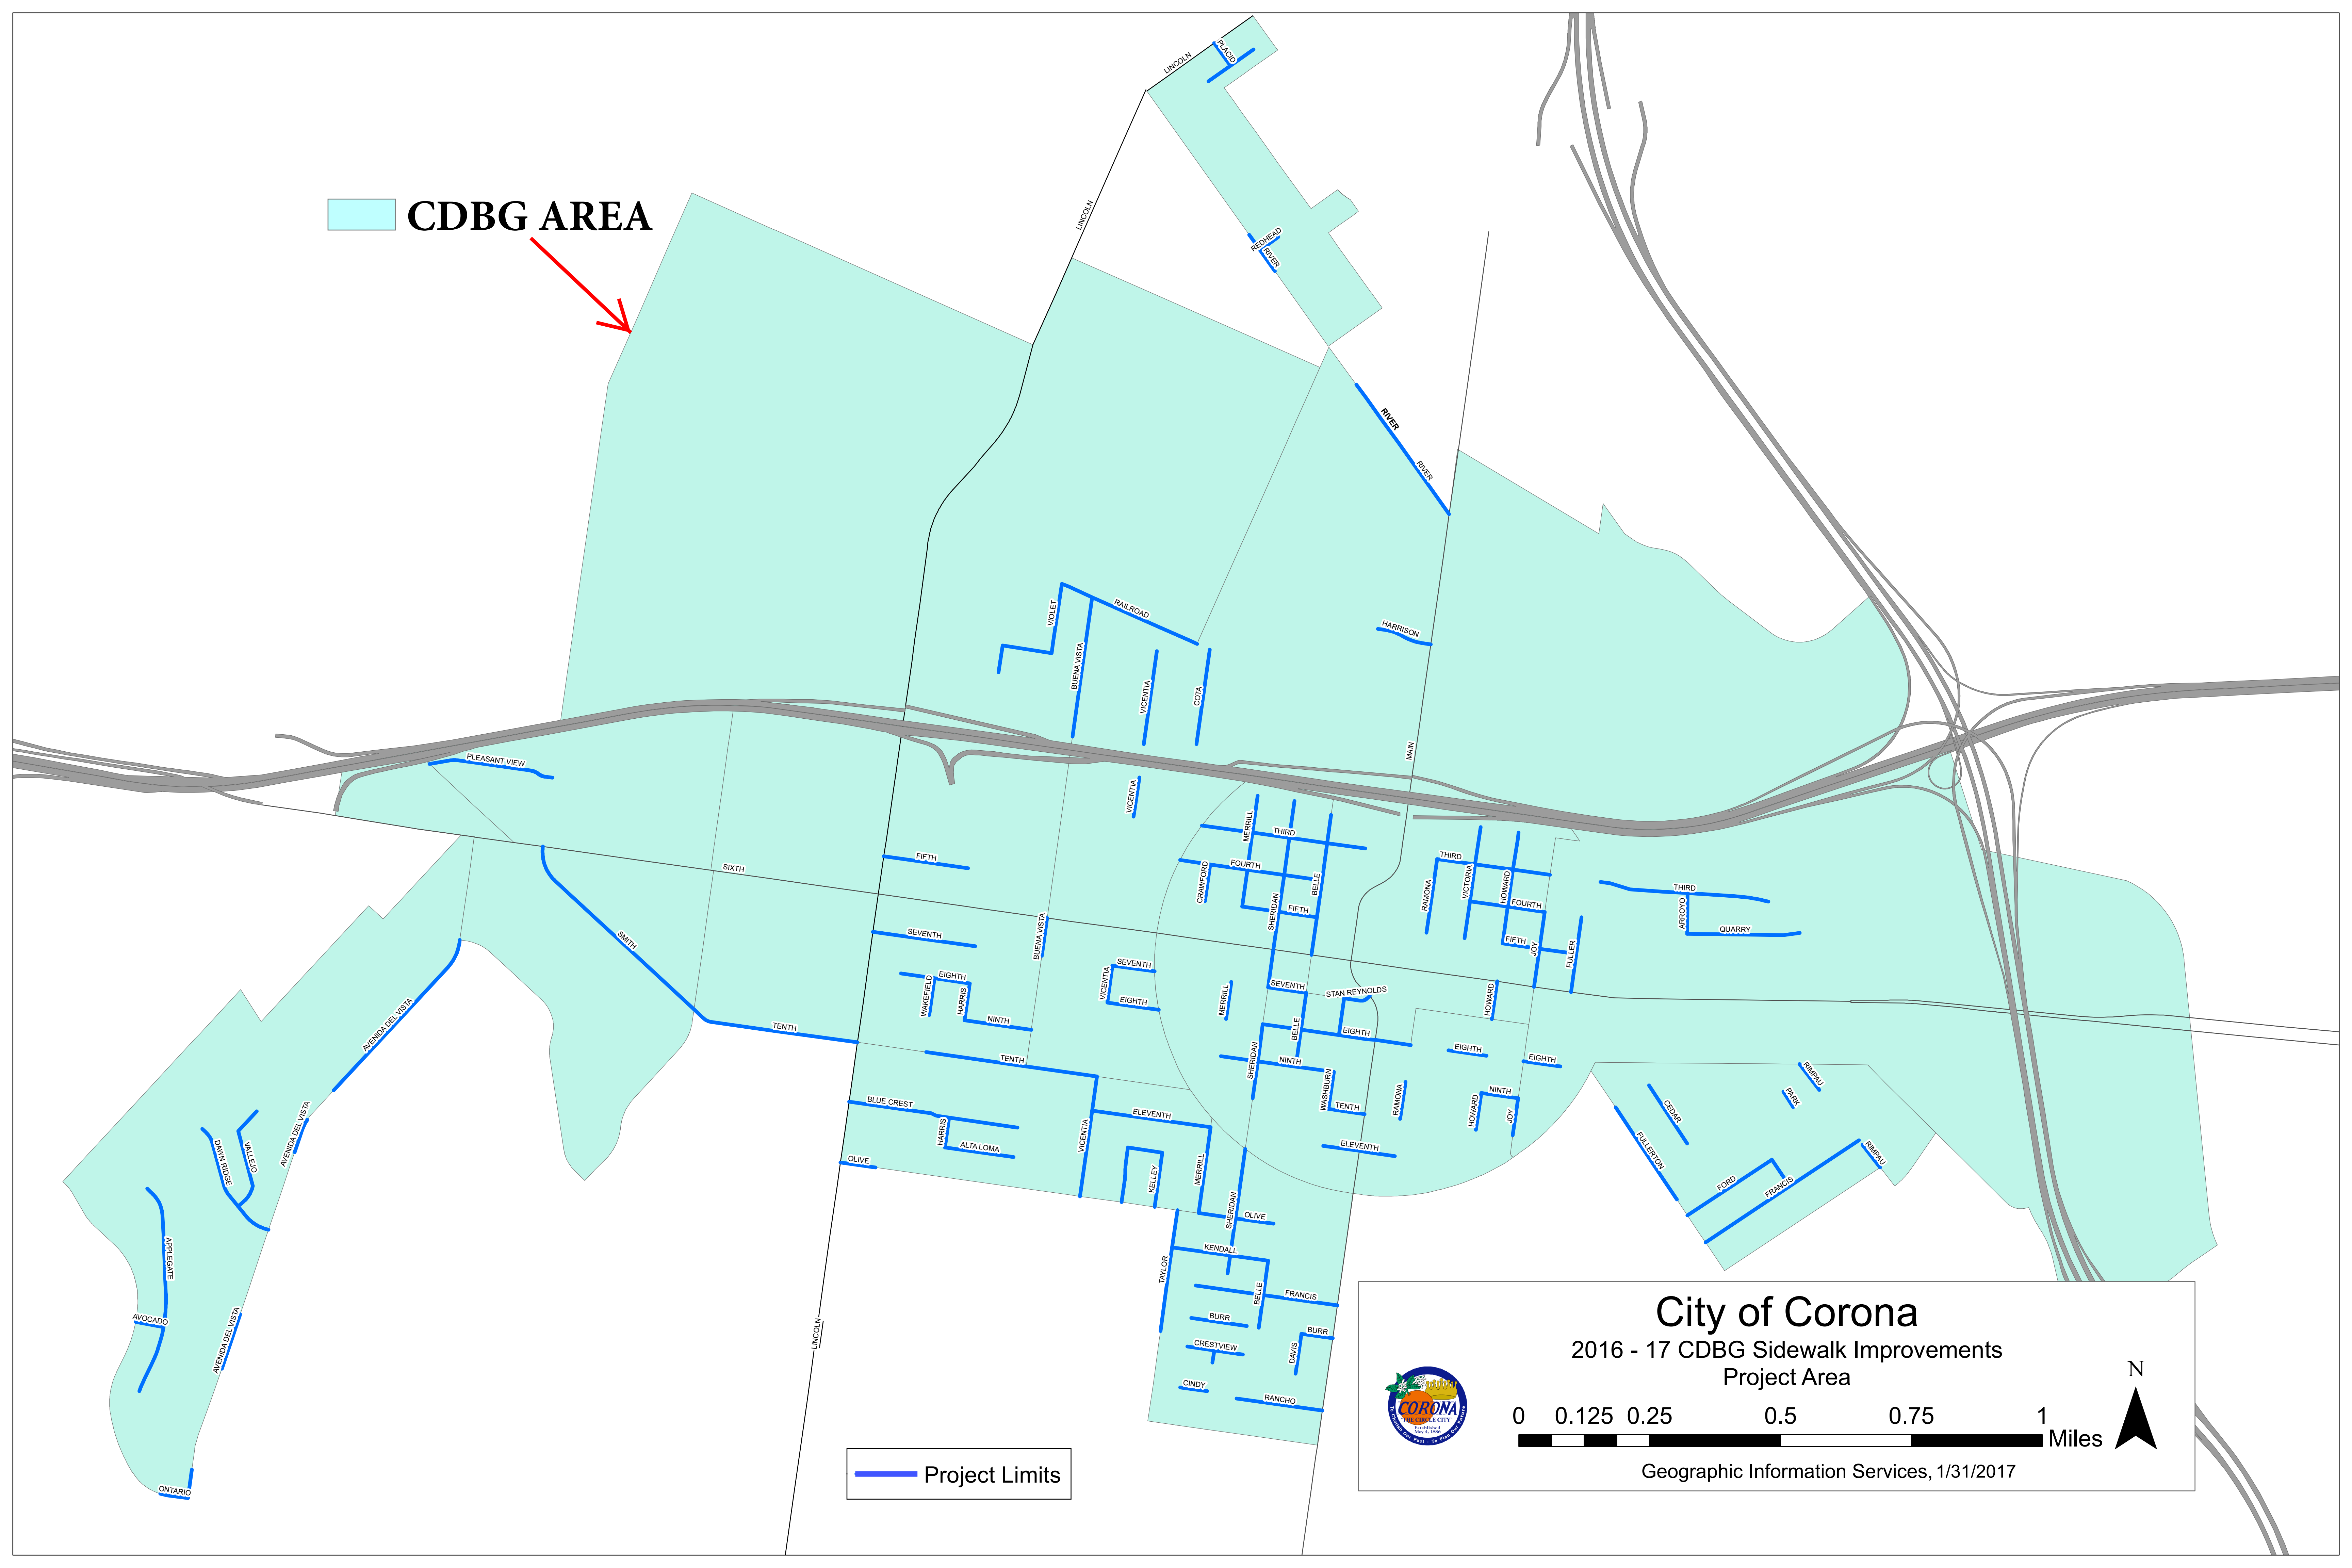 PLACID
LINCOLN
CDBG AREA
LINCOLN
REDHEAD
RIVER
RIVER
RIVER
VIOLET
RAILROAD
HARRISON
BUENA VISTA
VICENTIA
COTA
MAIN
PLEASANT VIEW
VICENTIA
MERRILL
THIRD
FIFTH
SIXTH
FOURTH
CRAWFORD
BELLE
THIRD
RAMONA
VICTORIA
HOWARD
THIRD
FOURTH
FIFTH
SHERIDAN
ARROYO
QUARRY
SMITH
SEVENTH
BUENA VISTA
FIFTH
JOY
FULLER
SEVENTH
VICENTIA
EIGHTH
EIGHTH
WAKEFIELD
HARRIS
NINTH
MERRILL
SEVENTH
STAN REYNOLDS
HOWARD
BELLE
EIGHTH
TENTH
AVENIDA DEL VISTA
TENTH
SHERIDAN
NINTH
EIGHTH
EIGHTH
RIMPAU
PARK
CEDAR
WASHBURN
TENTH
RAMONA
NINTH
HOWARD
JOY
BLUE CREST
HARRIS
ALTA LOMA
ELEVENTH
VICENTIA
ELEVENTH
AVENIDA DEL VISTA
VALLEJO
DAWN RIDGE
OLIVE
KELLEY
MERRILL
FULLERTON
RIMPAU
FORD
FRANCIS
SHERIDAN
OLIVE
APPLEGATE
KENDALL
TAYLOR
BELLE
FRANCIS
AVOCADO
AVENIDA DEL VISTA
LINCOLN
BURR
BURR
CRESTVIEW
DAVIS
CINDY
RANCHO
ONTARIO
Project Limits
City of Corona
2016 - 17 CDBG Sidewalk Improvements
Project Area
N
0 0.125 0.25 0.5 0.75 1
Miles
Geographic Information Services, 1/31/2017
CORONA
"THE CIRCLE CITY"
Established
May 4, 1886